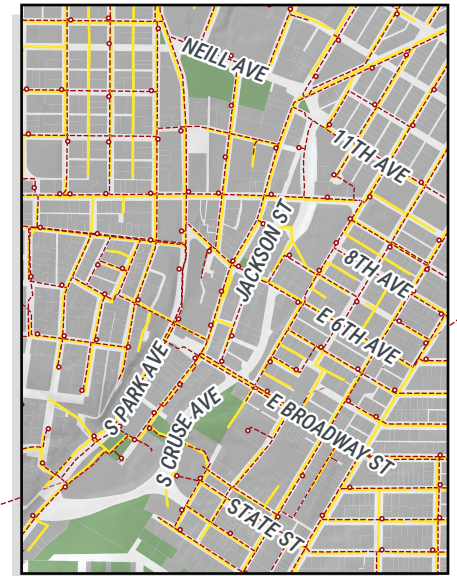 NEILL AVE
11TH AVE
JACKSON ST
8TH AVE
E 6TH AVE
S PARK AVE
S CRUSE AVE
E BROADWAY ST
STATE ST